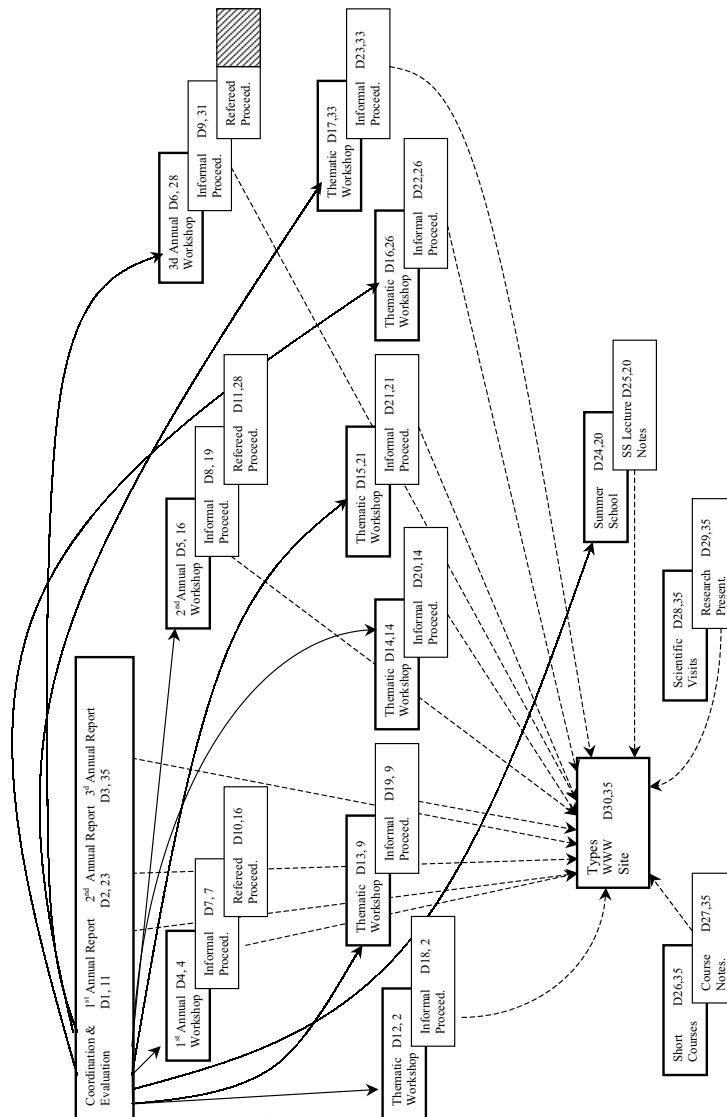 Coordination & 1st Annual Report 2nd Annual Report 3rd Annual Report
Evaluation D1, 11 D2, 23 D3, 35
1st Annual D4, 4
Workshop
Informal D7, 7
Proceed.
Refereed D10,16
Proceed.
2nd Annual D5, 16
Workshop
Informal D8, 19
Proceed.
Refereed D11,28
Proceed.
3d Annual D6, 28
Workshop
Informal D9, 31
Proceed.
Refereed
Proceed.
Thematic D12, 2
Workshop
Informal D18, 2
Proceed.
Thematic D13, 9
Workshop
Informal D19, 9
Proceed.
Thematic D14,14
Workshop
Informal D20,14
Proceed.
Thematic D15,21
Workshop
Informal D21,21
Proceed.
Thematic D16,26
Workshop
Informal D22,26
Proceed.
Thematic D17,33
Workshop
Informal D23,33
Proceed.
Types
WWW D30,35
Site
Summer D24,20
School
SS Lecture D25,20
Notes
Short D26,35
Courses
Course D27,35
Notes.
Scientific D28,35
Visits
Research D29,35
Present.